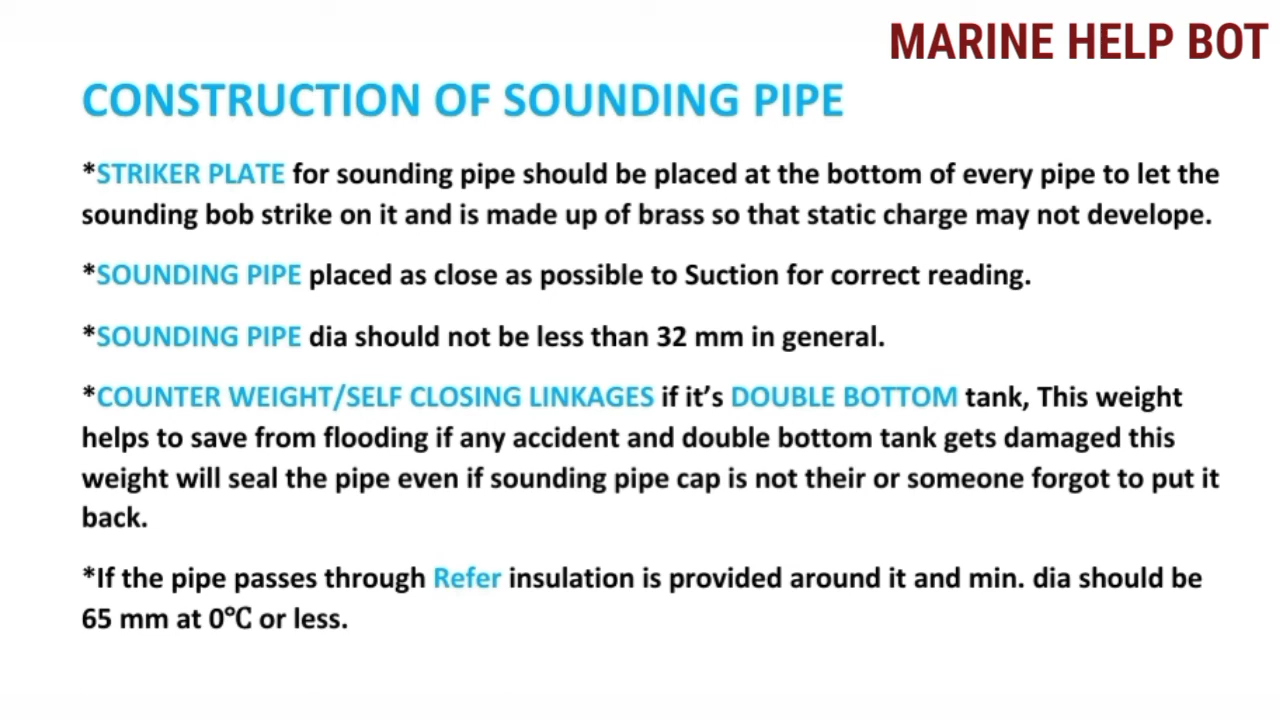 MARINE HELP BOT
CONSTRUCTION OF SOUNDING PIPE
*STRIKER PLATE for sounding pipe should be placed at the bottom of every pipe to let the
sounding bob strike on it and is made up of brass so that static charge may not develope.
*SOUNDING PIPE placed as close as possible to Suction for correct reading.
*SOUNDING PIPE dia should not be less than 32 mm in general.
*COUNTER WEIGHT/SELF CLOSING LINKAGES if it’s DOUBLE BOTTOM tank, This weight
helps to save from flooding if any accident and double bottom tank gets damaged this
weight will seal the pipe even if sounding pipe cap is not their or someone forgot to put it
back.
*If the pipe passes through Refer insulation is provided around it and min. dia should be
65 mm at 0℃ or less.